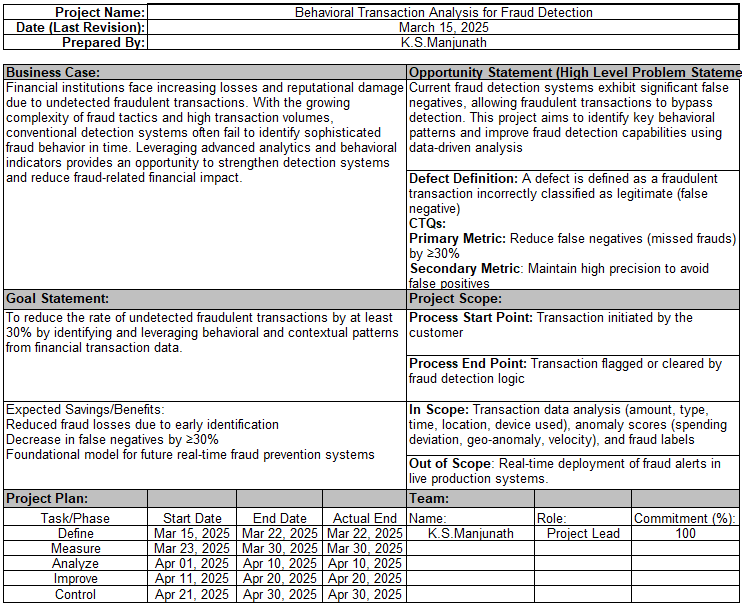 Project Name: Behavioral Transaction Analysis for Fraud Detection
Date (Last Revision): March 15, 2025
Prepared By: K.S.Manjunath
Business Case:
Financial institutions face increasing losses and reputational damage
due to undetected fraudulent transactions. With the growing
complexity of fraud tactics and high transaction volumes,
conventional detection systems often fail to identify sophisticated
fraud behavior in time. Leveraging advanced analytics and behavioral
indicators provides an opportunity to strengthen detection systems
and reduce fraud-related financial impact.
Opportunity Statement (High Level Problem Stateme
Current fraud detection systems exhibit significant false
negatives, allowing fraudulent transactions to bypass
detection. This project aims to identify key behavioral
patterns and improve fraud detection capabilities using
data-driven analysis
Defect Definition: A defect is defined as a fraudulent
transaction incorrectly classified as legitimate (false
negative)
CTQs:
Primary Metric: Reduce false negatives (missed frauds)
by ≥30%
Secondary Metric: Maintain high precision to avoid
false positives
Goal Statement:
To reduce the rate of undetected fraudulent transactions by at least
30% by identifying and leveraging behavioral and contextual patterns
from financial transaction data.
Project Scope:
Process Start Point: Transaction initiated by the
customer
Process End Point: Transaction flagged or cleared by
fraud detection logic
Expected Savings/Benefits:
Reduced fraud losses due to early identification
Decrease in false negatives by ≥30%
Foundational model for future real-time fraud prevention systems
In Scope: Transaction data analysis (amount, type,
time, location, device used), anomaly scores (spending
deviation, geo-anomaly, velocity), and fraud labels
Out of Scope: Real-time deployment of fraud alerts in
live production systems.
Project Plan:
Task/Phase Start Date End Date Actual End
Define Mar 15, 2025 Mar 22, 2025 Mar 22, 2025
Measure Mar 23, 2025 Mar 30, 2025 Mar 30, 2025
Analyze Apr 01, 2025 Apr 10, 2025 Apr 10, 2025
Improve Apr 11, 2025 Apr 20, 2025 Apr 20, 2025
Control Apr 21, 2025 Apr 30, 2025 Apr 30, 2025
Team:
Name: Role: Commitment (%):
K.S.Manjunath Project Lead 100